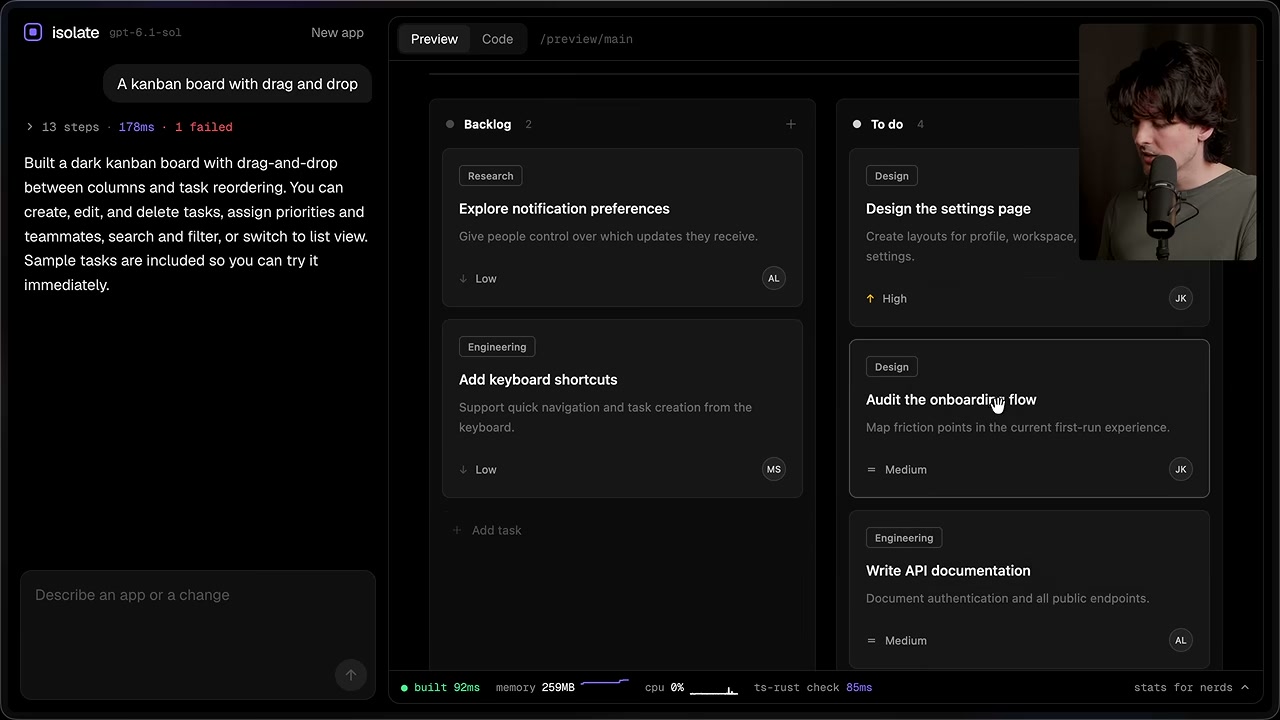 isolate gpt-6.1-sol New app
A kanban board with drag and drop
13 steps · 178ms · 1 failed
Built a dark kanban board with drag-and-drop
between columns and task reordering. You can
create, edit, and delete tasks, assign priorities and
teammates, search and filter, or switch to list view.
Sample tasks are included so you can try it
immediately.
Describe an app or a change
Preview Code /preview/main
Backlog 2
Research
Explore notification preferences
Give people control over which updates they receive.
Low AL
Engineering
Add keyboard shortcuts
Support quick navigation and task creation from the
keyboard.
Low MS
Add task
To do 4
Design
Design the settings page
Create layouts for profile, workspace,
settings.
High JK
Design
Audit the onboarding flow
Map friction points in the current first-run experience.
Medium JK
Engineering
Write API documentation
Document authentication and all public endpoints.
Medium AL
built 92ms memory 259MB cpu 0% ts-rust check 85ms stats for nerds